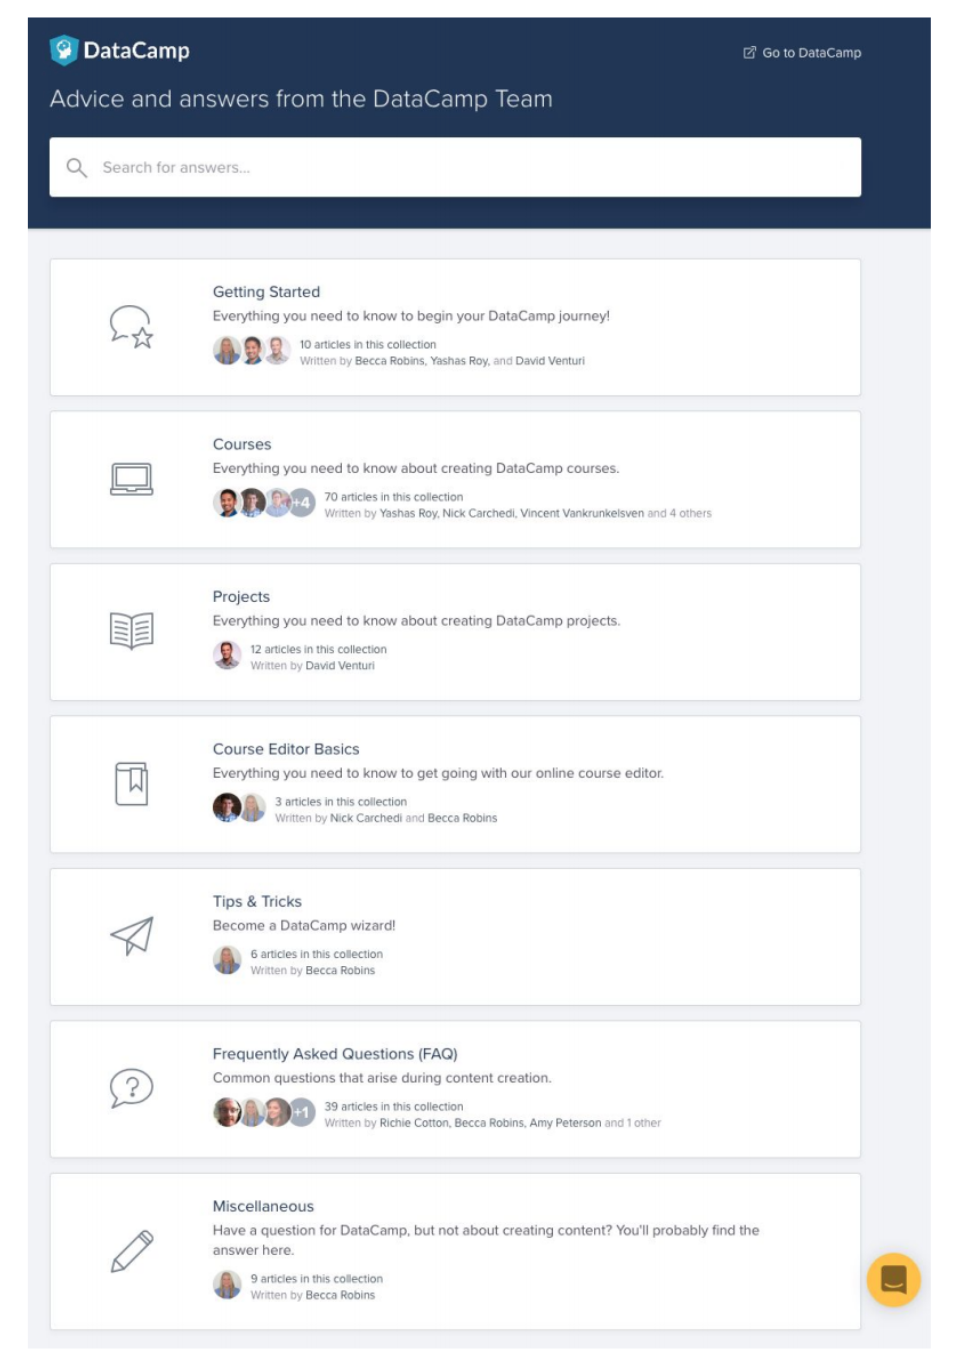 DataCamp
Go to DataCamp
Advice and answers from the DataCamp Team
Search for answers...
Getting Started
Everything you need to know to begin your DataCamp journey!
10 articles in this collection
Written by Becca Robins, Yashas Roy, and David Venturi
Courses
Everything you need to know about creating DataCamp courses.
+4
70 articles in this collection
Written by Yashas Roy, Nick Carchedi, Vincent Vankrunkelsven and 4 others
Projects
Everything you need to know about creating DataCamp projects.
12 articles in this collection
Written by David Venturi
Course Editor Basics
Everything you need to know to get going with our online course editor.
3 articles in this collection
Written by Nick Carchedi and Becca Robins
Tips & Tricks
Become a DataCamp wizard!
6 articles in this collection
Written by Becca Robins
Frequently Asked Questions (FAQ)
Common questions that arise during content creation.
+1
39 articles in this collection
Written by Richie Cotton, Becca Robins, Amy Peterson and 1 other
Miscellaneous
Have a question for DataCamp, but not about creating content? You'll probably find the
answer here.
9 articles in this collection
Written by Becca Robins